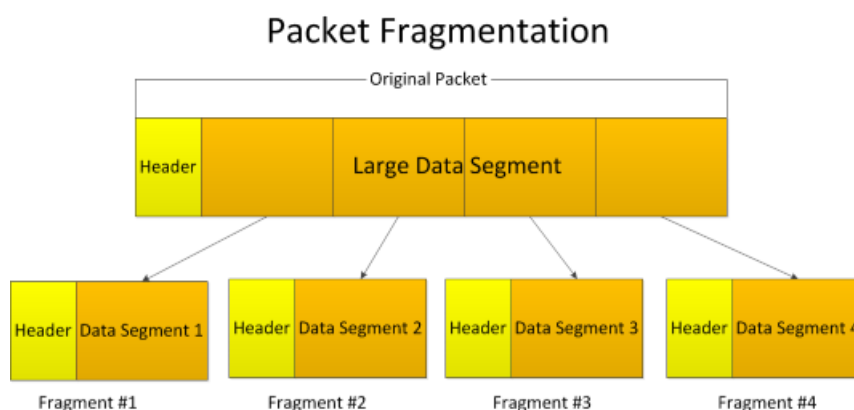 Packet Fragmentation
Original Packet
Header
Large Data Segment
Header
Data Segment 1
Header
Data Segment 2
Header
Data Segment 3
Header
Data Segment 4
Fragment #1
Fragment #2
Fragment #3
Fragment #4